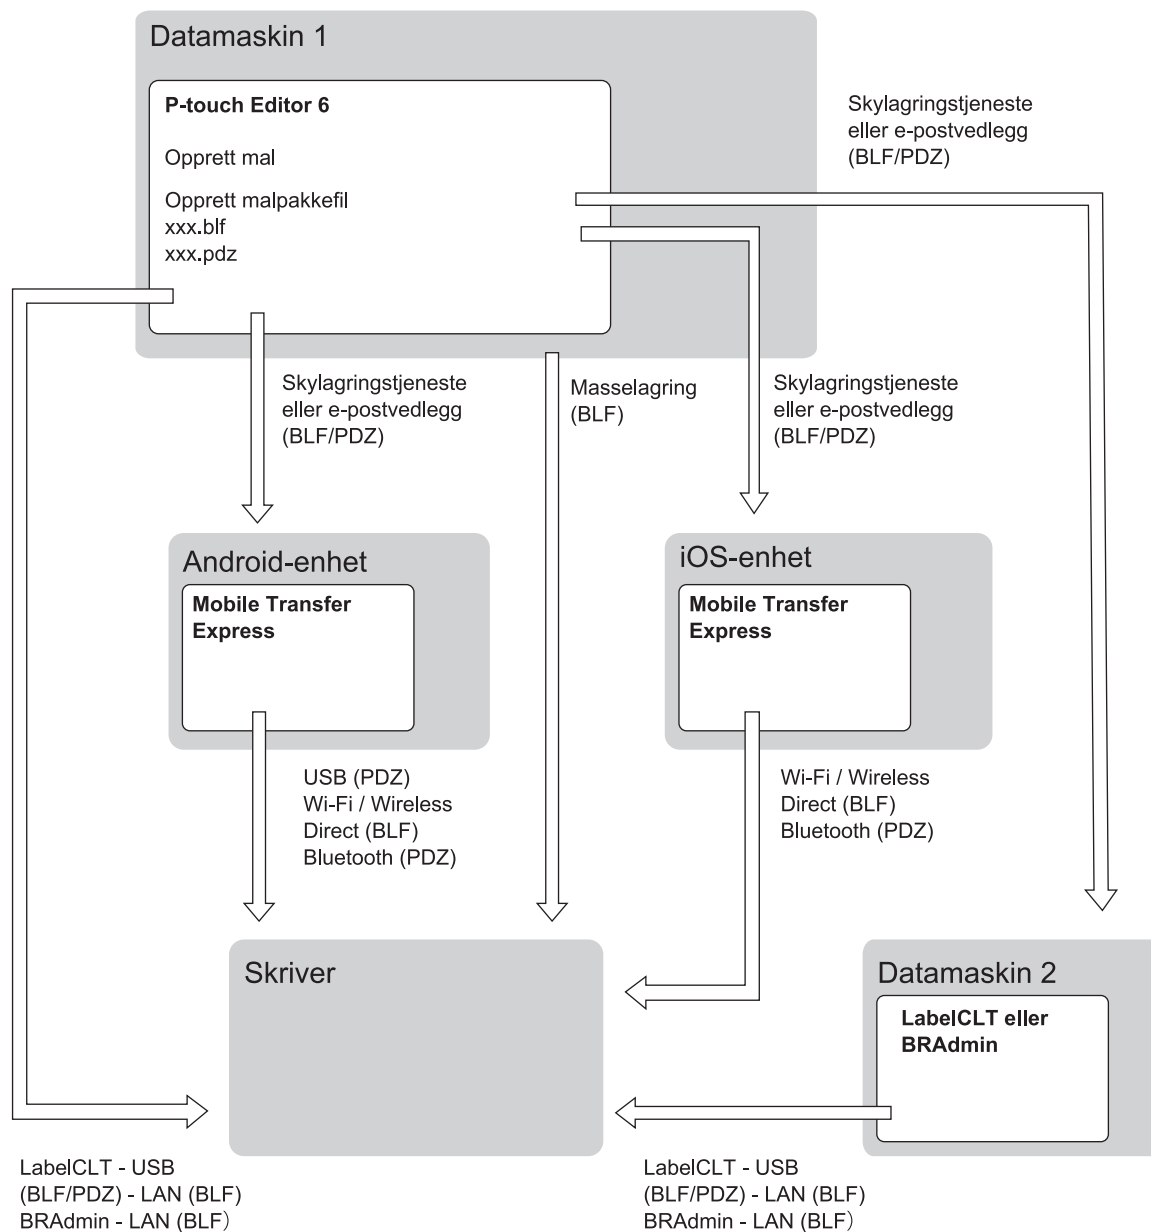 Datamaskin 1
P-touch Editor 6
Opprett mal
Opprett malpakkefil
xxx.blf
xxx.pdz
Skylagringstjeneste
eller e-postvedlegg
(BLF/PDZ)
Skylagringstjeneste
eller e-postvedlegg
(BLF/PDZ)
Masselagring
(BLF)
Skylagringstjeneste
eller e-postvedlegg
(BLF/PDZ)
Android-enhet
Mobile Transfer
Express
iOS-enhet
Mobile Transfer
Express
USB (PDZ)
Wi-Fi / Wireless
Direct (BLF)
Bluetooth (PDZ)
Wi-Fi / Wireless
Direct (BLF)
Bluetooth (PDZ)
Skriver
Datamaskin 2
LabelCLT eller
BRAdmin
LabelCLT - USB
(BLF/PDZ) - LAN (BLF)
BRAdmin - LAN (BLF)
LabelCLT - USB
(BLF/PDZ) - LAN (BLF)
BRAdmin - LAN (BLF)